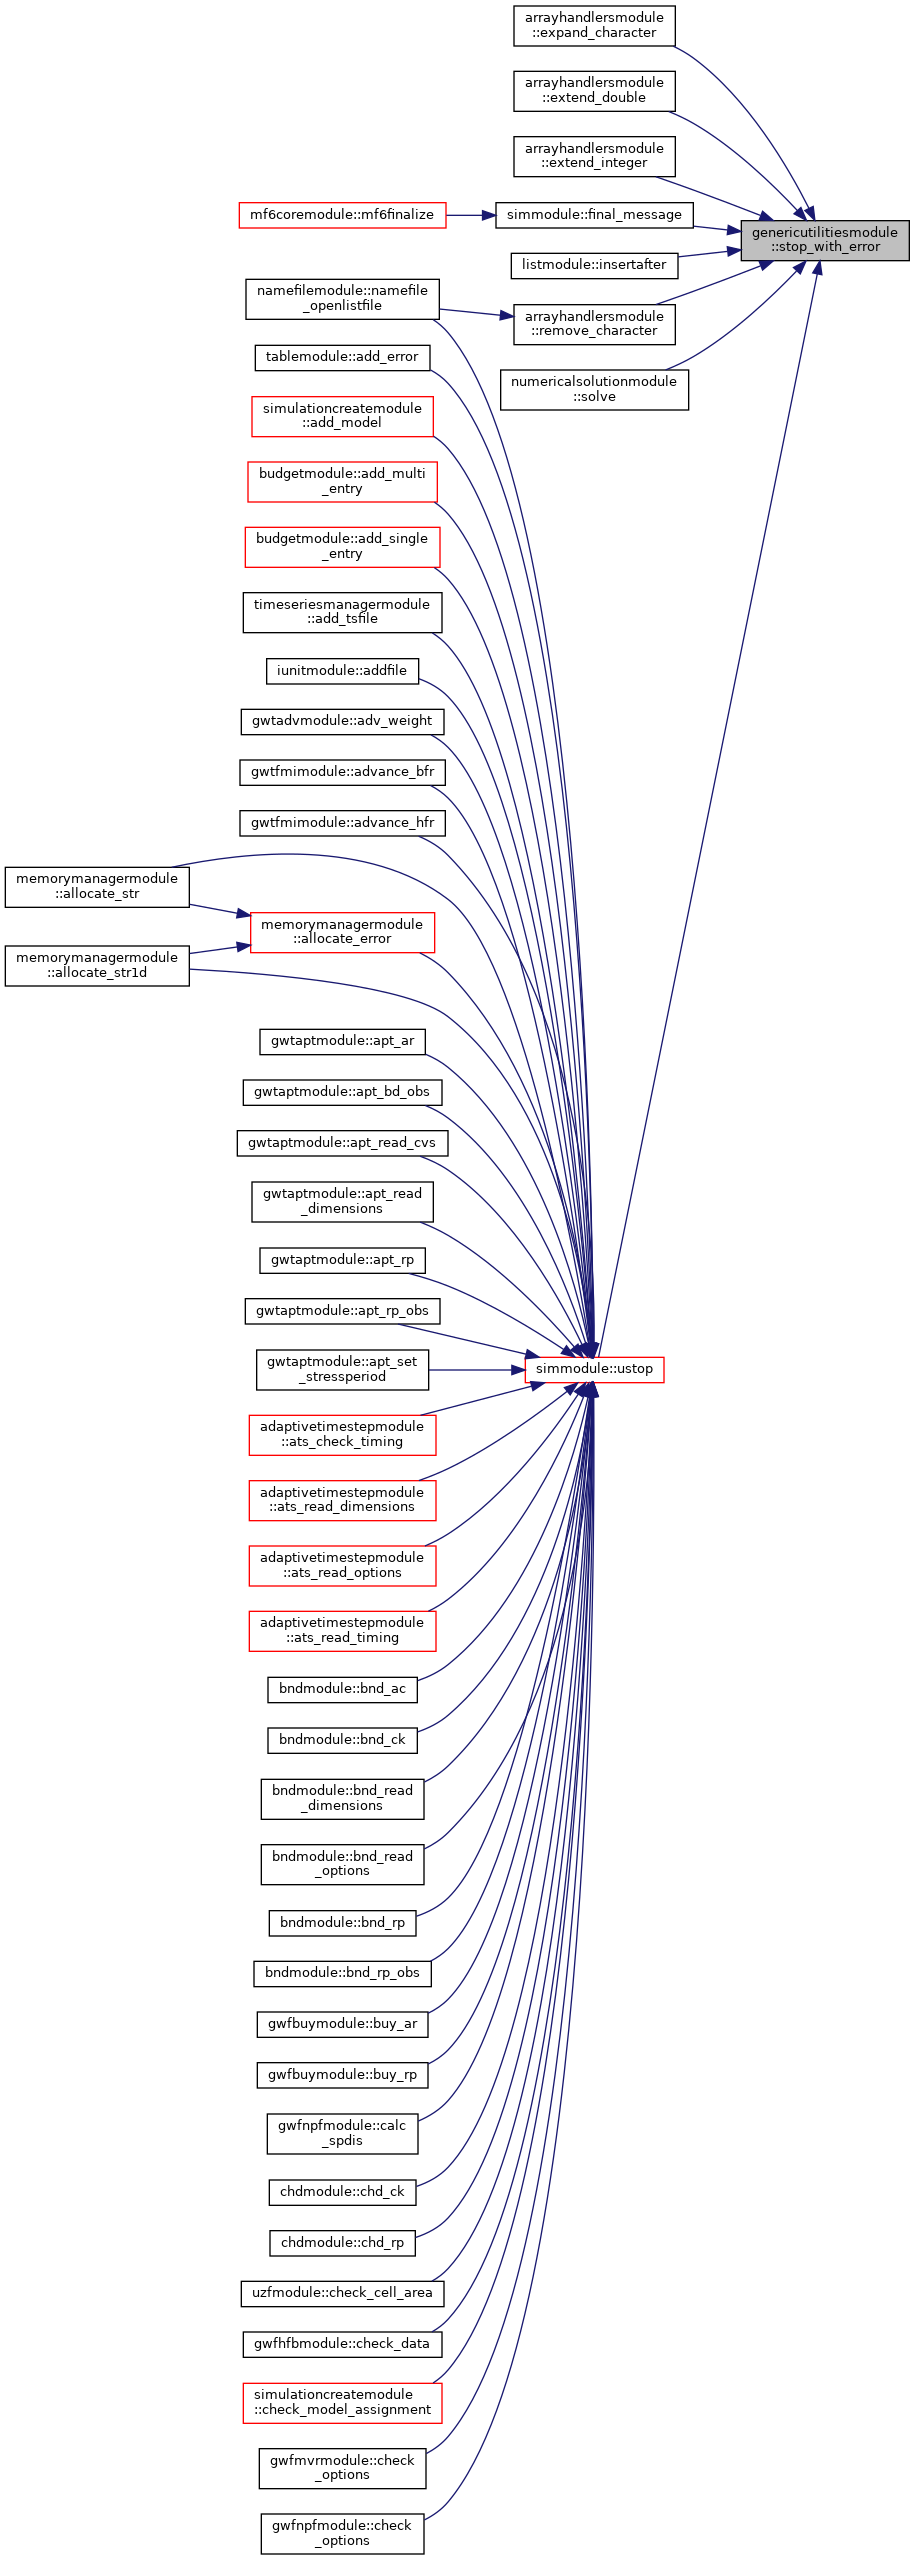 arrayhandlersmodule
::expand_character
arrayhandlersmodule
::extend_double
arrayhandlersmodule
::extend_integer
mf6coremodule::mf6finalize
simmodule::final_message
genericutilitiesmodule
::stop_with_error
listmodule::insertafter
namefilemodule::namefile
_openlistfile
arrayhandlersmodule
::remove_character
tablemodule::add_error
numericalsolutionmodule
::solve
simulationcreatemodule
::add_model
budgetmodule::add_multi
_entry
budgetmodule::add_single
_entry
timeseriesmanagermodule
::add_tsfile
iunitmodule::addfile
gwtadvmodule::adv_weight
gwtfmimodule::advance_bfr
gwtfmimodule::advance_hfr
memorymanagermodule
::allocate_str
memorymanagermodule
::allocate_error
memorymanagermodule
::allocate_str1d
gwtaptmodule::apt_ar
gwtaptmodule::apt_bd_obs
gwtaptmodule::apt_read_cvs
gwtaptmodule::apt_read
_dimensions
gwtaptmodule::apt_rp
gwtaptmodule::apt_rp_obs
gwtaptmodule::apt_set
_stressperiod
simmodule::ustop
adaptivetimestepmodule
::ats_check_timing
adaptivetimestepmodule
::ats_read_dimensions
adaptivetimestepmodule
::ats_read_options
adaptivetimestepmodule
::ats_read_timing
bndmodule::bnd_ac
bndmodule::bnd_ck
bndmodule::bnd_read
_dimensions
bndmodule::bnd_read
_options
bndmodule::bnd_rp
bndmodule::bnd_rp_obs
gwfbuymodule::buy_ar
gwfbuymodule::buy_rp
gwfnpfmodule::calc
_spdis
chdmodule::chd_ck
chdmodule::chd_rp
uzfmodule::check_cell_area
gwfhfbmodule::check_data
simulationcreatemodule
::check_model_assignment
gwfmvrmodule::check
_options
gwfnpfmodule::check
_options